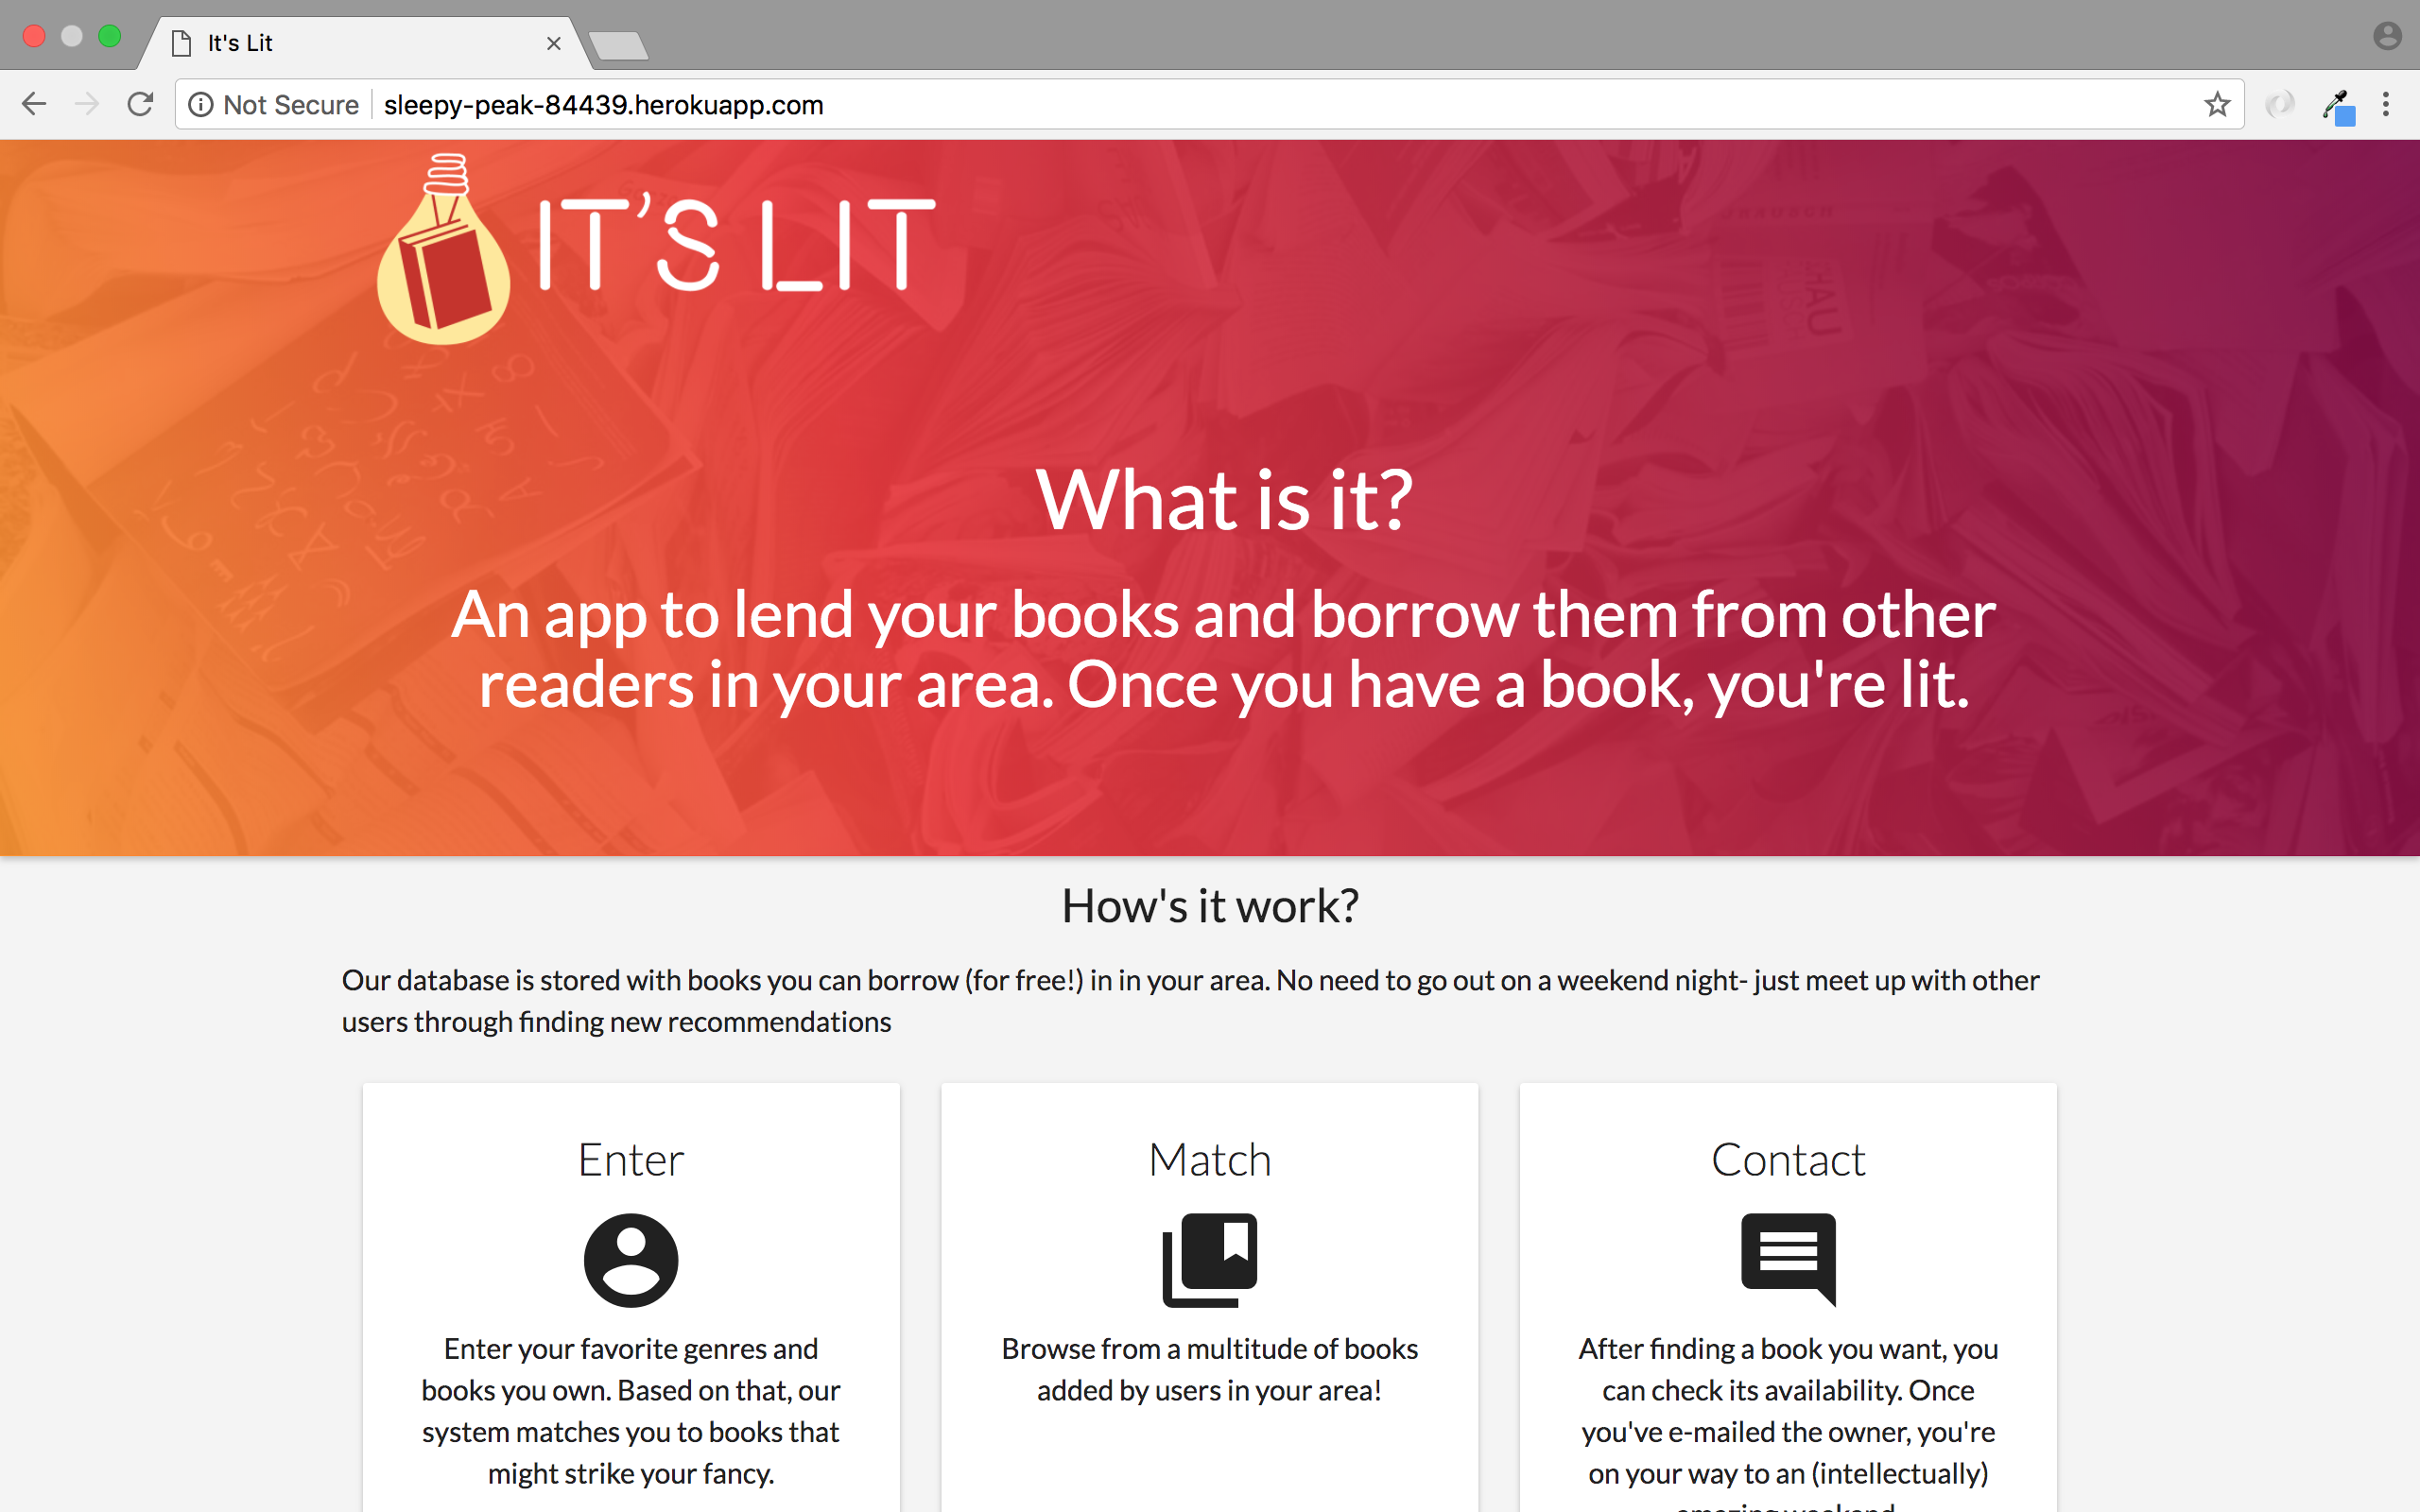 It's Lit
Not Secure
sleepy-peak-84439.herokuapp.com
IT'S LIT
What is it?
An app to lend your books and borrow them from other
readers in your area. Once you have a book, you're lit.
How's it work?
Our database is stored with books you can borrow (for free!) in in your area. No need to go out on a weekend night- just meet up with other
users through finding new recommendations
Enter
Enter your favorite genres and
books you own. Based on that, our
system matches you to books that
might strike your fancy.
Match
Browse from a multitude of books
added by users in your area!
Contact
After finding a book you want, you
can check its availability. Once
you've e-mailed the owner, you're
on your way to an (intellectually)
amazing weekend